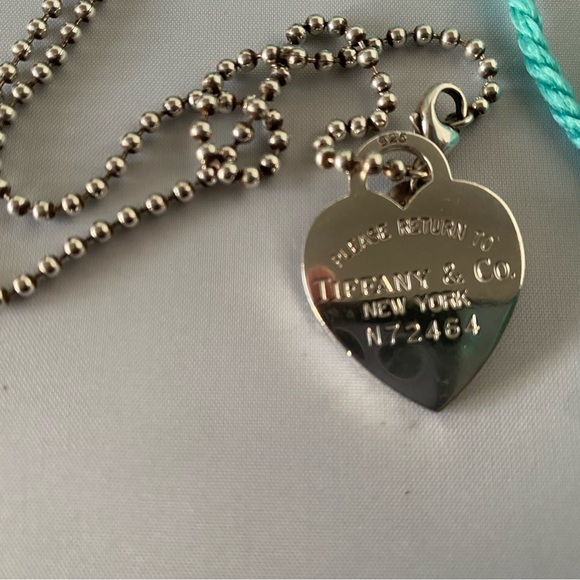 925
PLEASE RETURN TO
TIFFANY & CO.
NEW YORK
N72464